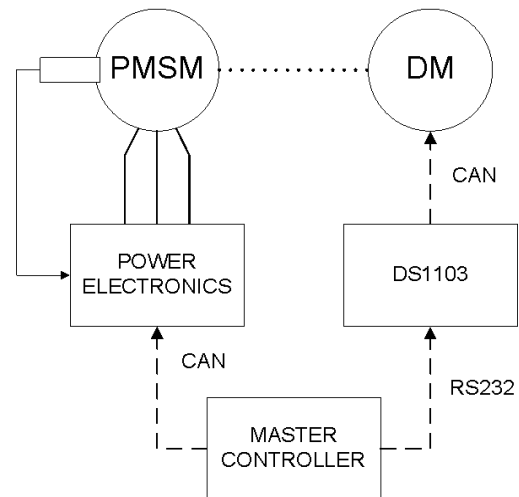 PMSM
DM
CAN
POWER
ELECTRONICS
DS1103
CAN
RS232
MASTER
CONTROLLER